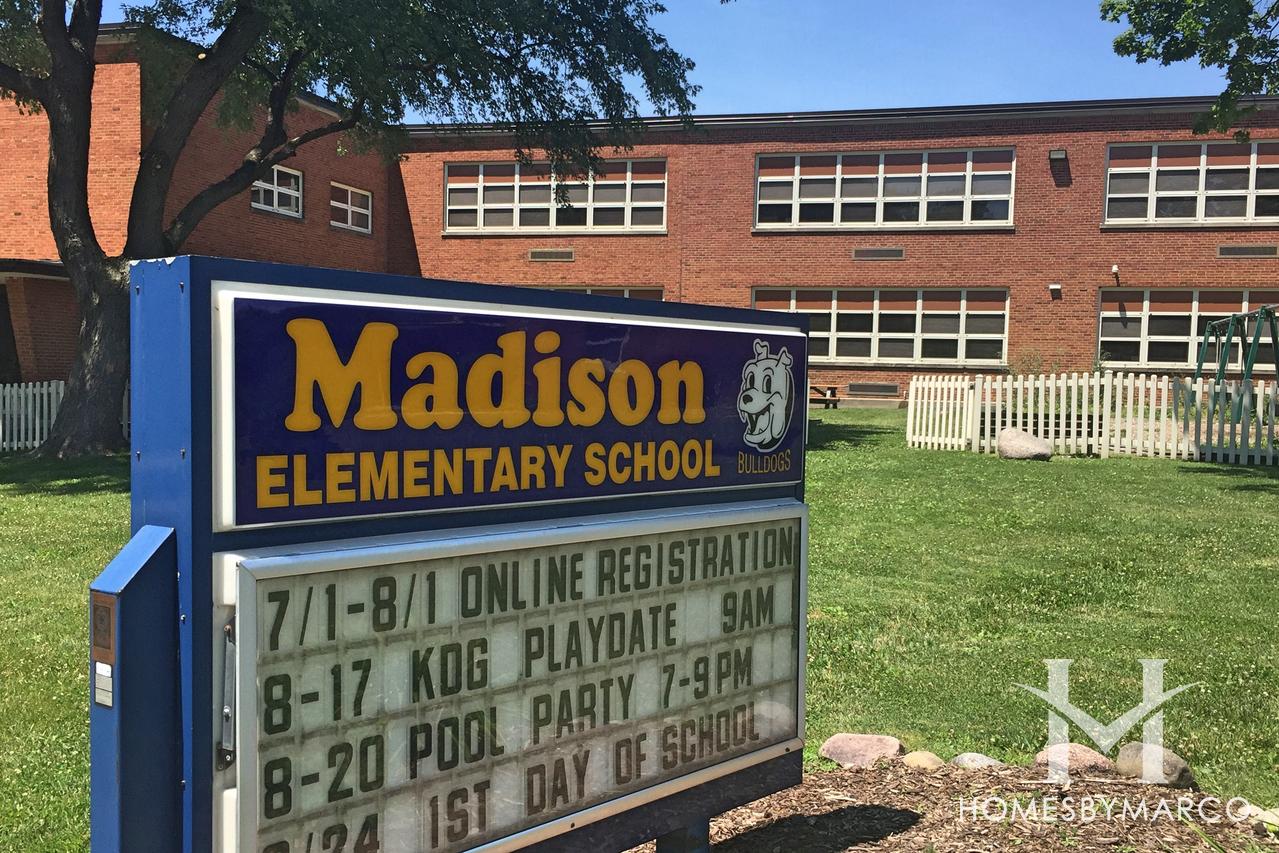 Madison
ELEMENTARY SCHOOL
BULLDOGS
7/1-8/1 ONLINE REGISTRATION
8-17 KDG PLAYDATE 9AM
8-20 POOL PARTY 7-9PM
1ST DAY OF SCHOOL
HOMESBYMARCO